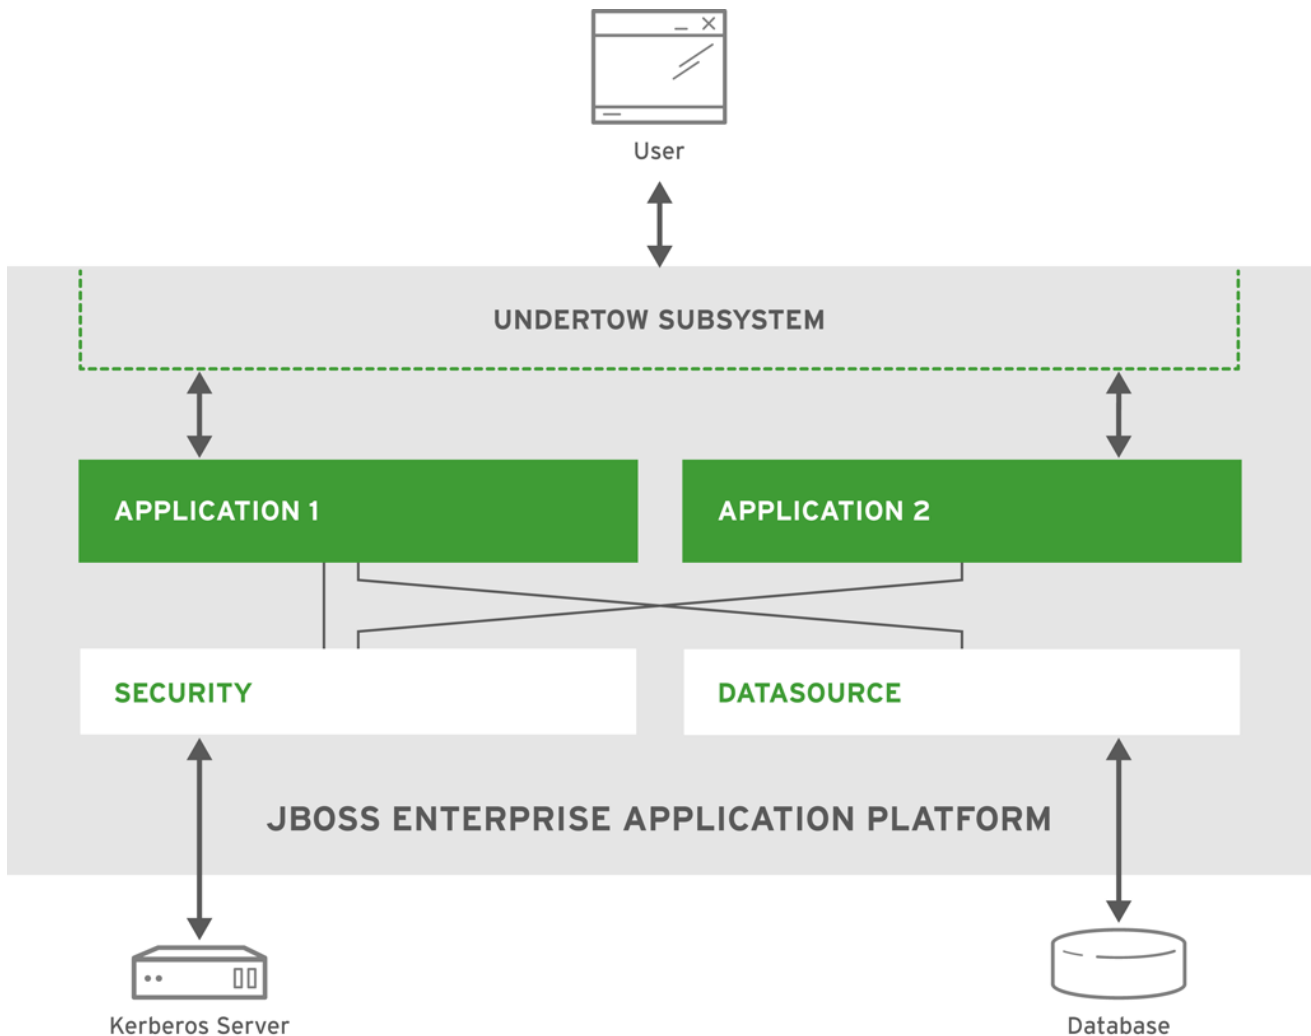 User
UNDERTOW SUBSYSTEM
APPLICATION 1
APPLICATION 2
SECURITY
DATASOURCE
JBOSS ENTERPRISE APPLICATION PLATFORM
Kerberos Server
Database